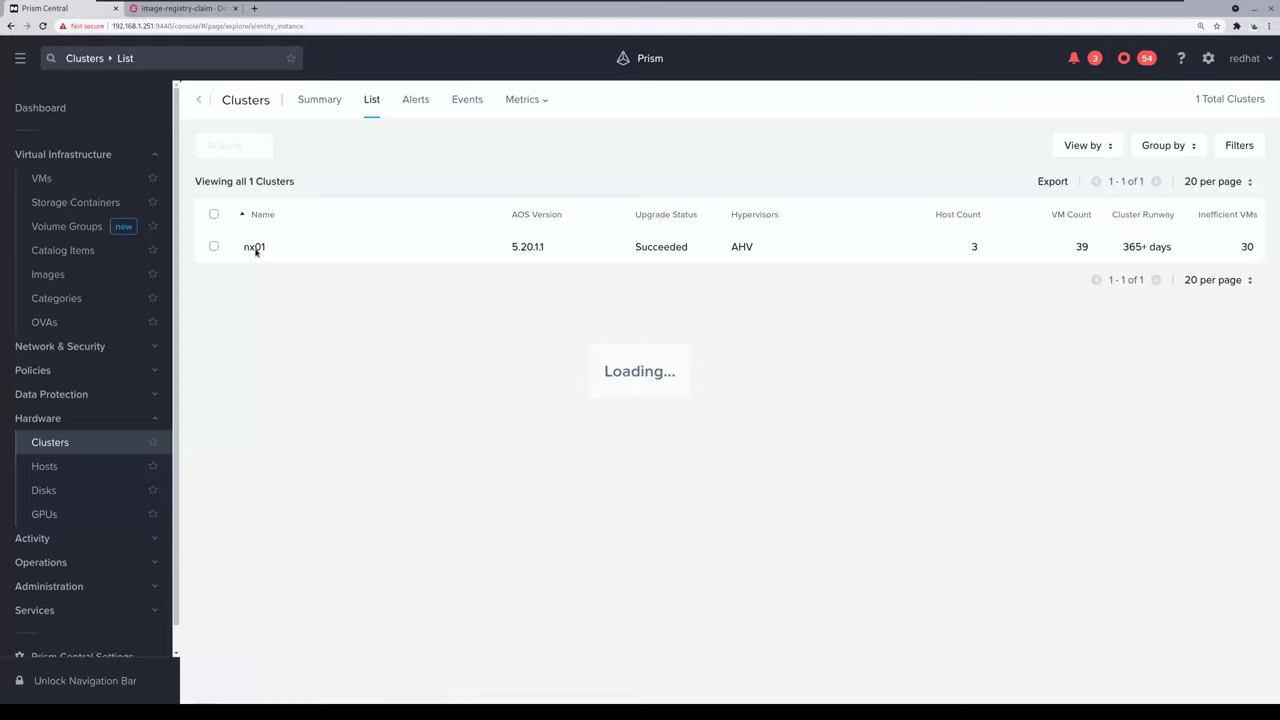 Prism Central
image-registry-claim · De
Not secure
192.168.1.251:9440/console/#/page/explore/s/entity_instance
Clusters
List
Prism
3
54
?
redhat
Dashboard
Virtual Infrastructure
VMs
Storage Containers
Volume Groups new
Catalog Items
Images
Categories
OVAs
Network & Security
Policies
Data Protection
Hardware
Clusters
Hosts
Disks
GPUs
Activity
Operations
Administration
Services
Prism Central Settings
Unlock Navigation Bar
Clusters Summary List Alerts Events Metrics 1 Total Clusters
Actions View by Group by Filters
Viewing all 1 Clusters Export 1 - 1 of 1 20 per page
Name AOS Version Upgrade Status Hypervisors Host Count VM Count Cluster Runway Inefficient VMs
nx01 5.20.1.1 Succeeded AHV 3 39 365+ days 30
1 - 1 of 1 20 per page
Loading...